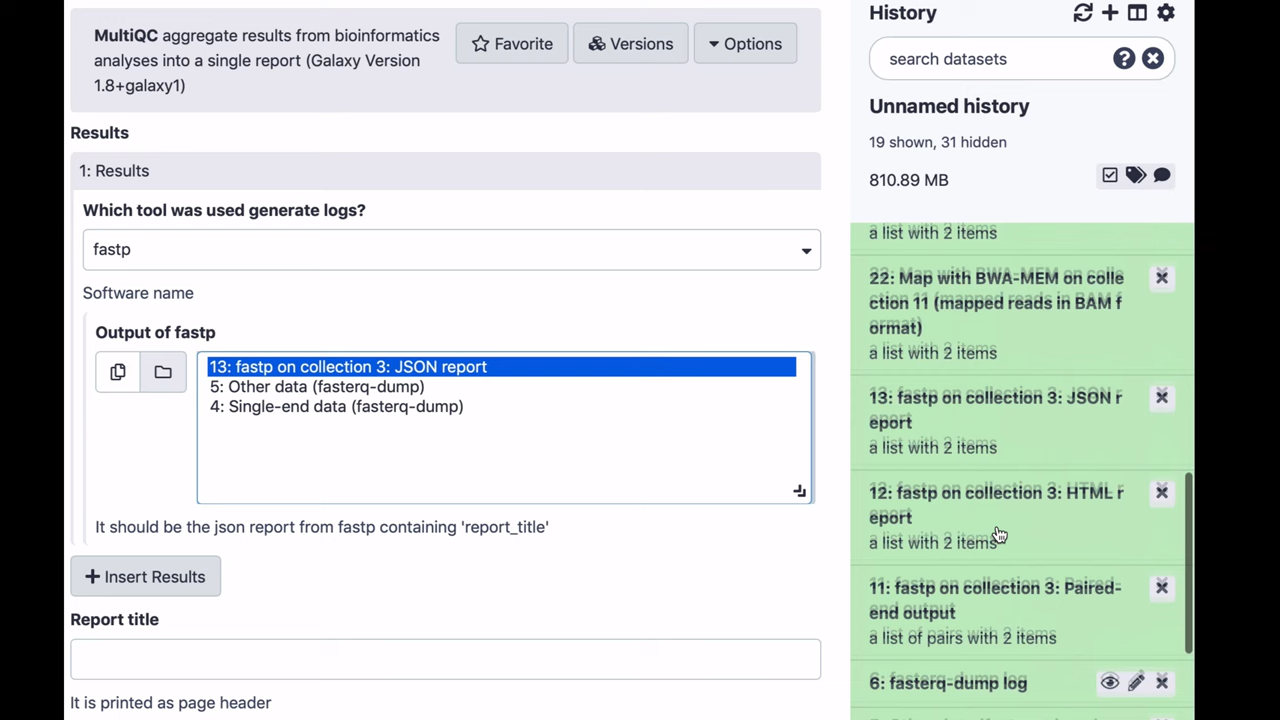 MultiQC aggregate results from bioinformatics
analyses into a single report (Galaxy Version
1.8+galaxy1)
Favorite
Versions
Options
Results
1: Results
Which tool was used generate logs?
fastp
Software name
Output of fastp
13: fastp on collection 3: JSON report
5: Other data (fasterq-dump)
4: Single-end data (fasterq-dump)
It should be the json report from fastp containing 'report_title'
Insert Results
Report title
It is printed as page header
History
search datasets
Unnamed history
19 shown, 31 hidden
810.89 MB
a list with 2 items
22: Map with BWA-MEM on colle
ction 11 (mapped reads in BAM f
ormat)
a list with 2 items
13: fastp on collection 3: JSON r
eport
a list with 2 items
12: fastp on collection 3: HTML r
eport
a list with 2 items
11: fastp on collection 3: Paired-
end output
a list of pairs with 2 items
6: fasterq-dump log